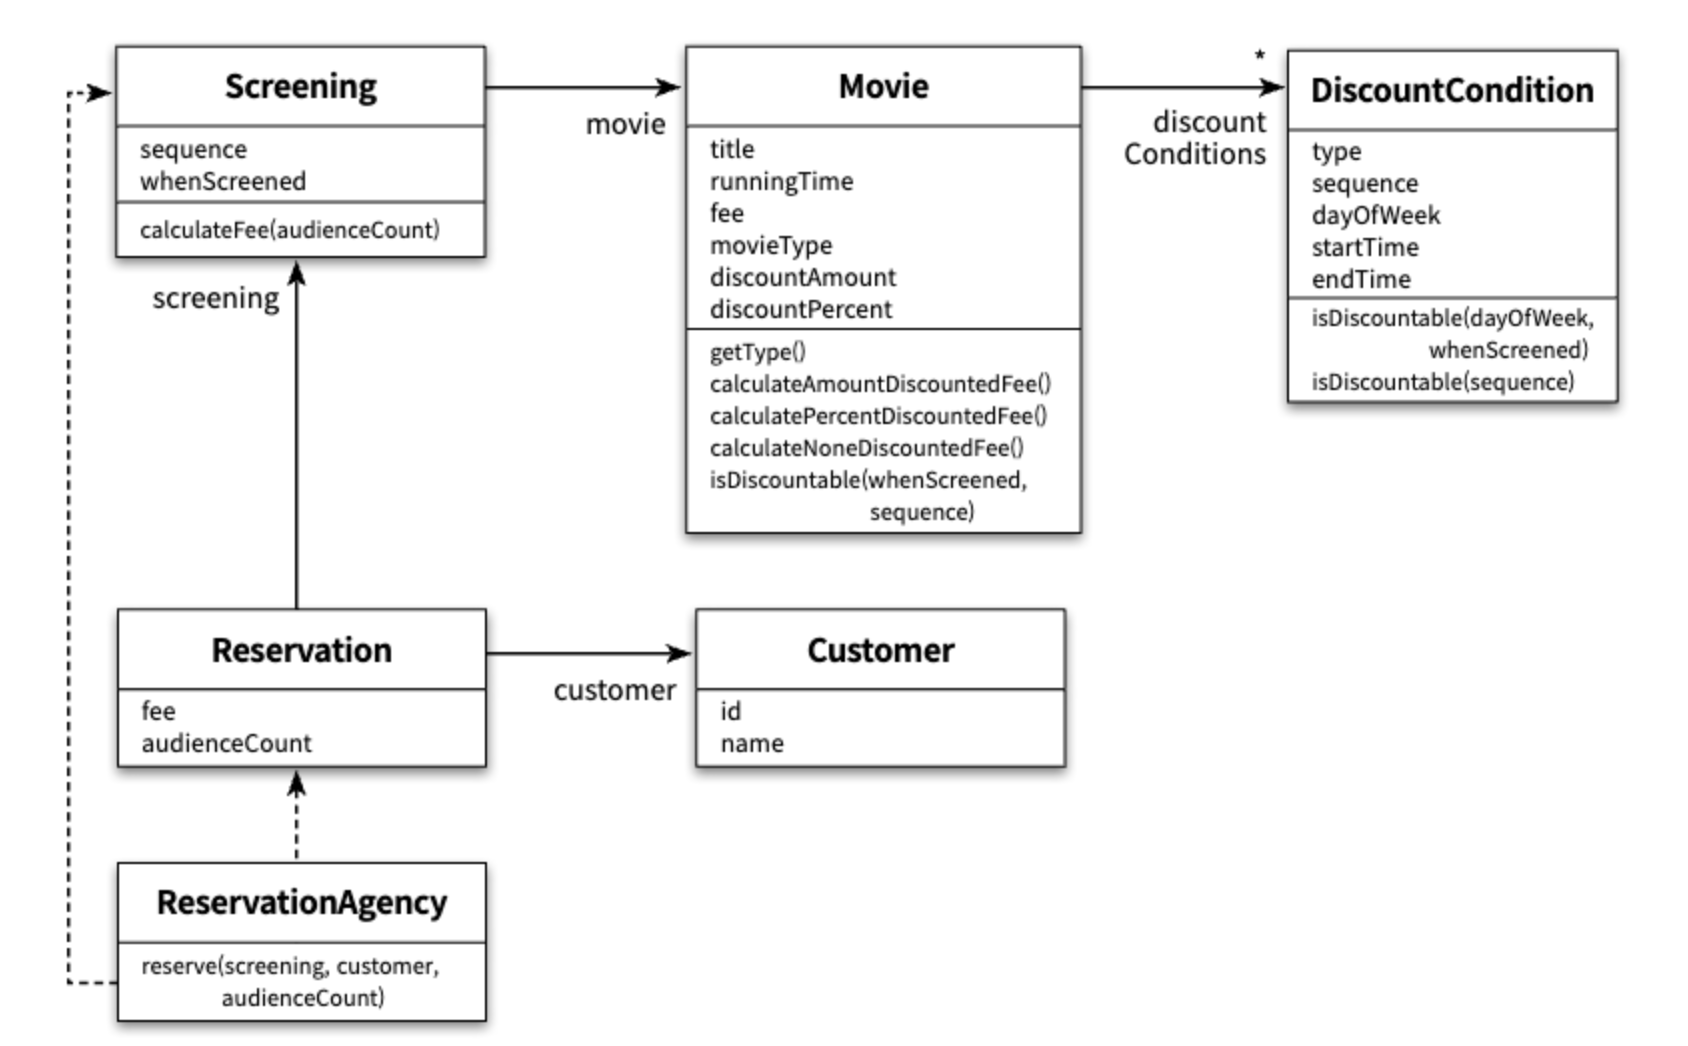 Screening
sequence
whenScreened
calculateFee(audienceCount)
movie
Movie
title
runningTime
fee
movieType
discountAmount
discountPercent
getType()
calculateAmountDiscountedFee()
calculatePercentDiscountedFee()
calculateNoneDiscountedFee()
isDiscountable(whenScreened,
sequence)
*
discount
Conditions
DiscountCondition
type
sequence
dayOfWeek
startTime
endTime
isDiscountable(dayOfWeek,
whenScreened)
isDiscountable(sequence)
screening
Reservation
fee
audienceCount
customer
Customer
id
name
ReservationAgency
reserve(screening, customer,
audienceCount)